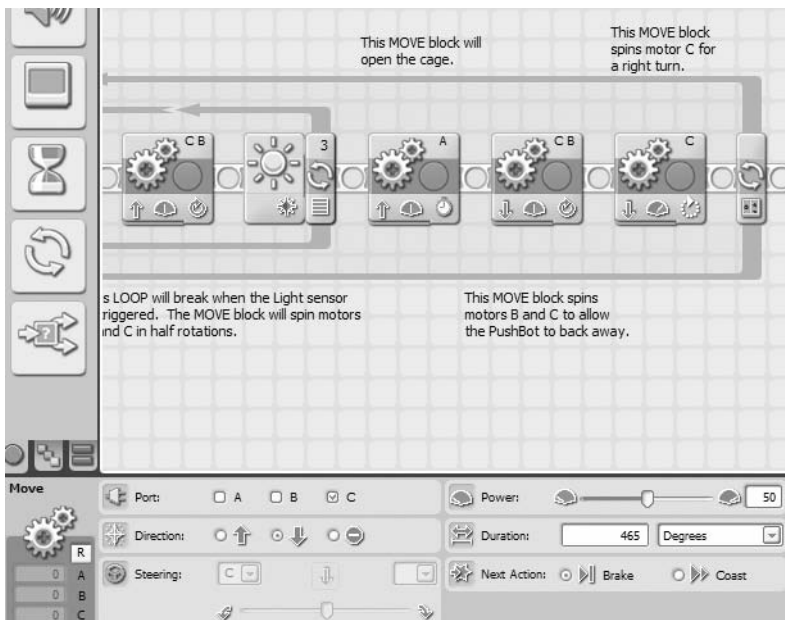 This MOVE block will
open the cage.
This MOVE block
spins motor C for
a right turn.
C B
3
A
C B
C
s LOOP will break when the Light sensor
riggered. The MOVE block will spin motors
nd C in half rotations.
This MOVE block spins
motors B and C to allow
the PushBot to back away.
Move
R
0 A
0 B
0 C
Port: A B C
Direction:
Steering: C
Power: 50
Duration: 465 Degrees
Next Action: Brake Coast